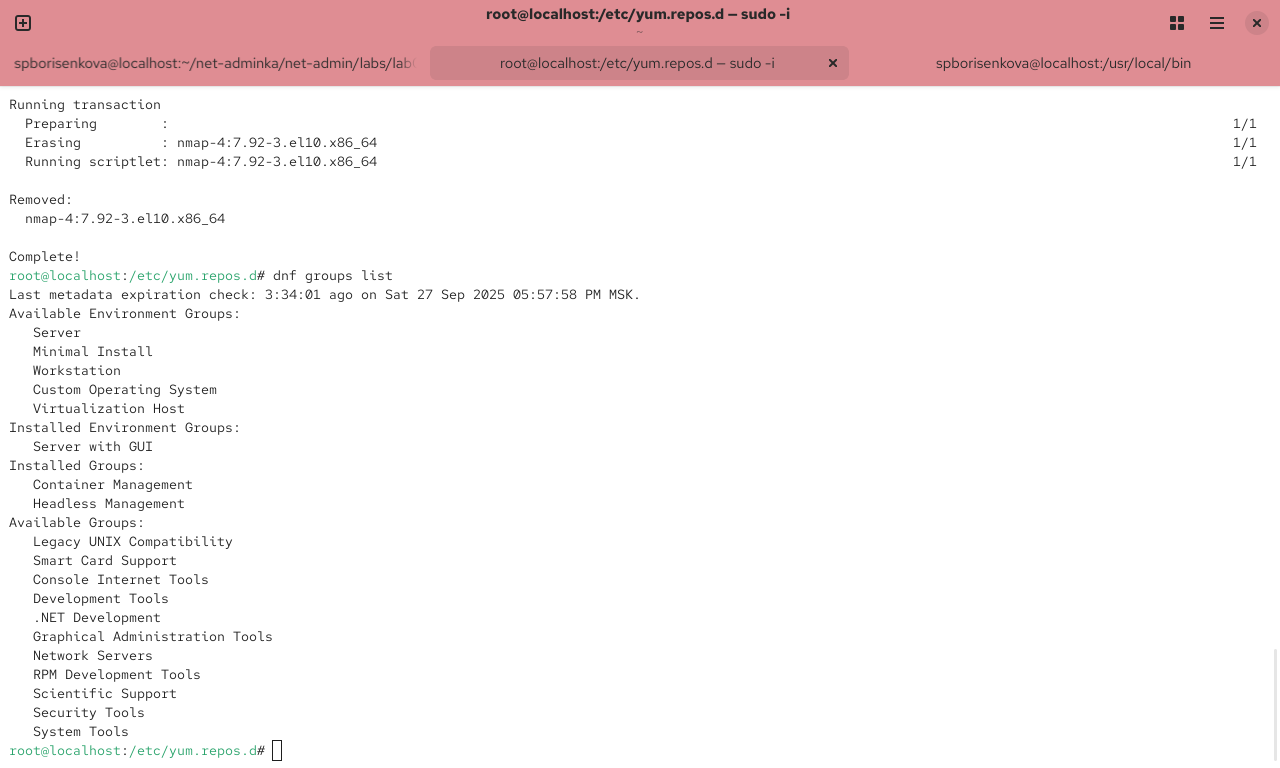 root@localhost:/etc/yum.repos.d — sudo -i
~
spborisenkova@localhost:~/net-adminka/net-admin/labs/lab
root@localhost:/etc/yum.repos.d — sudo -i
spborisenkova@localhost:/usr/local/bin
Running transaction
  Preparing        :                                                                                                                                     1/1
  Erasing          : nmap-4:7.92-3.el10.x86_64                                                                                                           1/1
  Running scriptlet: nmap-4:7.92-3.el10.x86_64                                                                                                           1/1
Removed:
  nmap-4:7.92-3.el10.x86_64
Complete!
root@localhost:/etc/yum.repos.d# dnf groups list
Last metadata expiration check: 3:34:01 ago on Sat 27 Sep 2025 05:57:58 PM MSK.
Available Environment Groups:
   Server
   Minimal Install
   Workstation
   Custom Operating System
   Virtualization Host
Installed Environment Groups:
   Server with GUI
Installed Groups:
   Container Management
   Headless Management
Available Groups:
   Legacy UNIX Compatibility
   Smart Card Support
   Console Internet Tools
   Development Tools
   .NET Development
   Graphical Administration Tools
   Network Servers
   RPM Development Tools
   Scientific Support
   Security Tools
   System Tools
root@localhost:/etc/yum.repos.d#